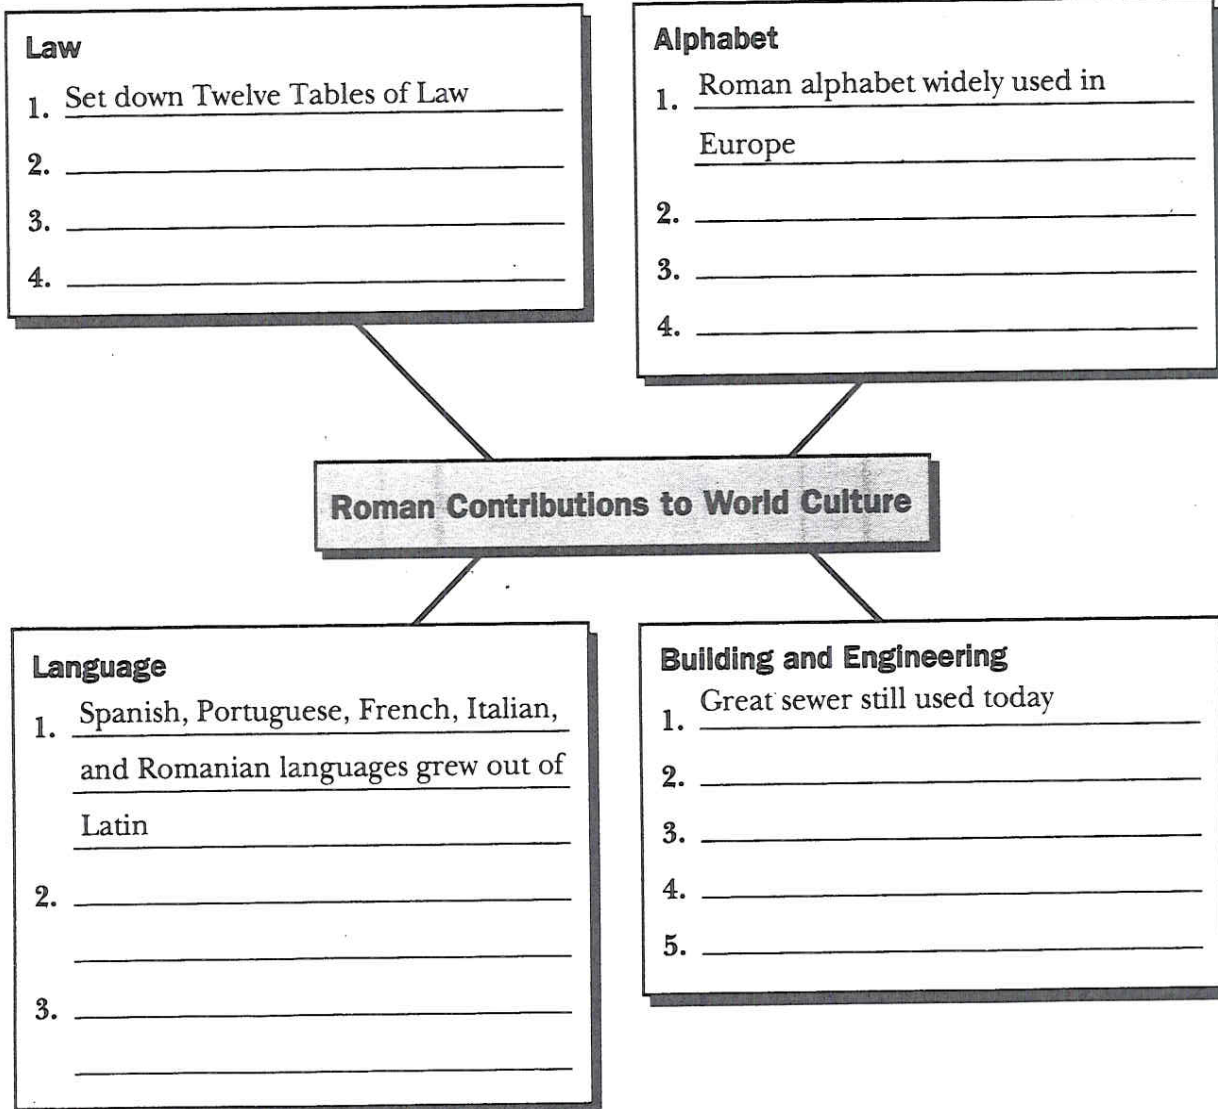 Law
1. Set down Twelve Tables of Law
2.
3.
4.
Alphabet
1. Roman alphabet widely used in
Europe
2.
3.
4.
Roman Contributions to World Culture
Language
1. Spanish, Portuguese, French, Italian,
and Romanian languages grew out of
Latin
2.
3.
Building and Engineering
1. Great sewer still used today
2.
3.
4.
5.